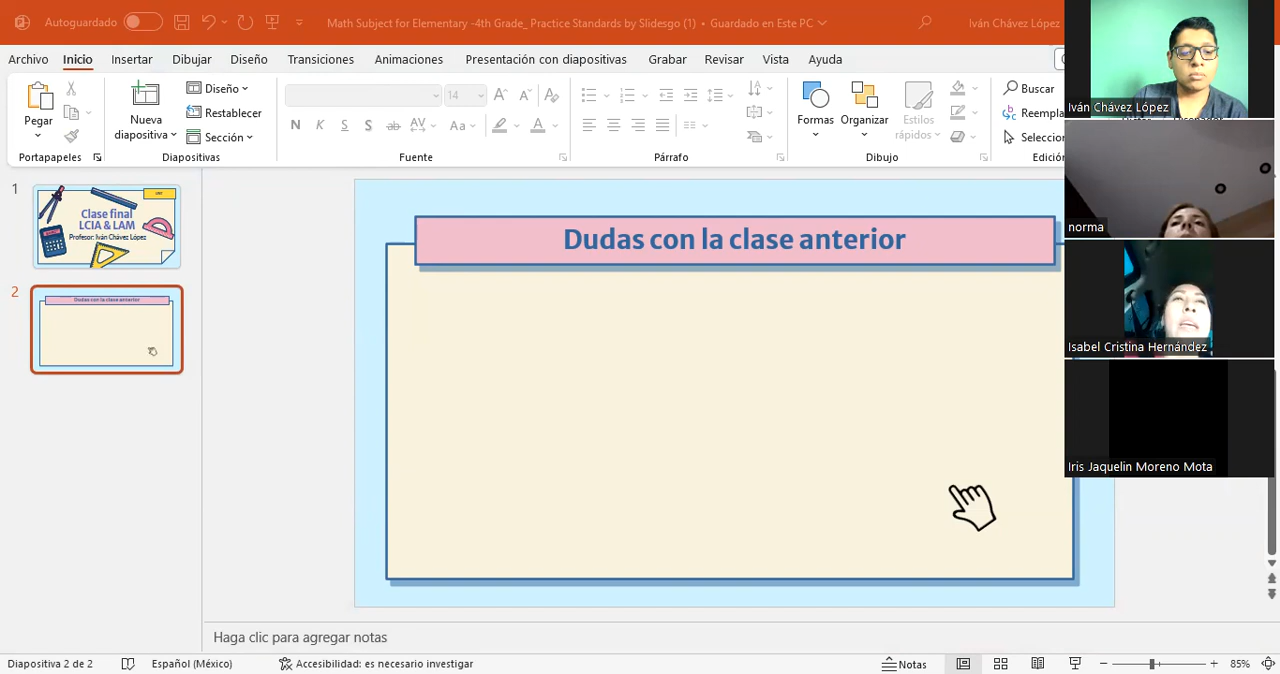 Autoguardado
Math Subject for Elementary -4th Grade_ Practice Standards by Slidesgo (1) • Guardado en Este PC
Iván Chávez López
Archivo Inicio Insertar Dibujar Diseño Transiciones Animaciones Presentación con diapositivas Grabar Revisar Vista Ayuda
Pegar
Portapapeles
Nueva
diapositiva
Diseño
Restablecer
Sección
Diapositivas
14
N K S S ab AV Aa A
Fuente
Párrafo
Formas
Organizar
Estilos
rápidos
Dibujo
Buscar
Reempla
Seleccion
Edición
1
Clase final
LCIA & LAM
Profesor: Iván Chávez López
2
Dudas con la clase anterior
Dudas con la clase anterior
Iván Chávez López
norma
Isabel Cristina Hernández
Iris Jaquelin Moreno Mota
Haga clic para agregar notas
Diapositiva 2 de 2
Español (México)
Accesibilidad: es necesario investigar
Notas
85%